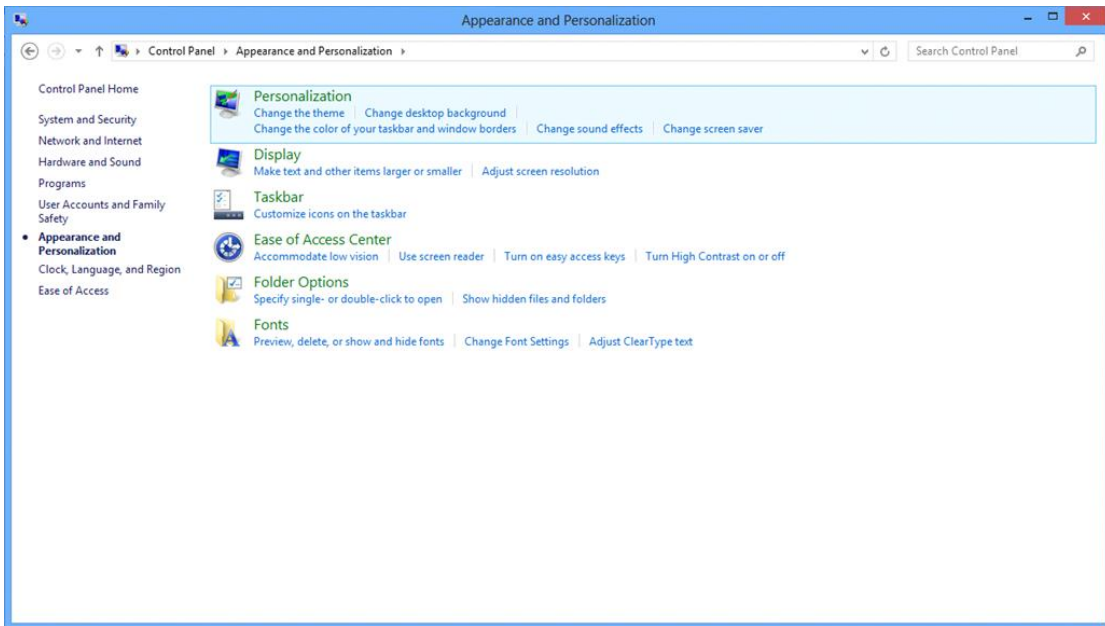 Appearance and Personalization
Control Panel Appearance and Personalization
Search Control Panel
Control Panel Home
System and Security
Network and Internet
Hardware and Sound
Programs
User Accounts and Family
Safety
Appearance and
Personalization
Clock, Language, and Region
Ease of Access
Personalization
Change the theme Change desktop background
Change the color of your taskbar and window borders Change sound effects Change screen saver
Display
Make text and other items larger or smaller Adjust screen resolution
Taskbar
Customize icons on the taskbar
Ease of Access Center
Accommodate low vision Use screen reader Turn on easy access keys Turn High Contrast on or off
Folder Options
Specify single- or double-click to open Show hidden files and folders
Fonts
Preview, delete, or show and hide fonts Change Font Settings Adjust ClearType text